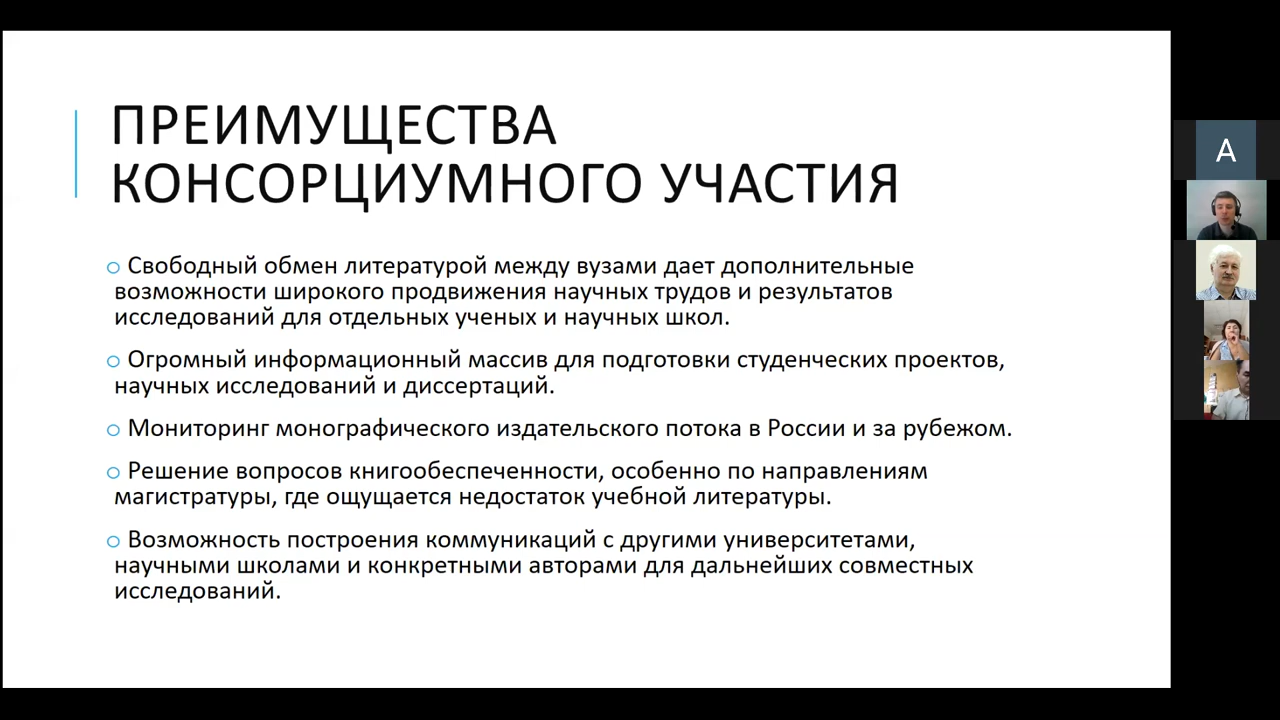 ПРЕИМУЩЕСТВА
КОНСОРЦИУМНОГО УЧАСТИЯ
Свободный обмен литературой между вузами дает дополнительные
возможности широкого продвижения научных трудов и результатов
исследований для отдельных ученых и научных школ.
Огромный информационный массив для подготовки студенческих проектов,
научных исследований и диссертаций.
Мониторинг монографического издательского потока в России и за рубежом.
Решение вопросов книгообеспеченности, особенно по направлениям
магистратуры, где ощущается недостаток учебной литературы.
Возможность построения коммуникаций с другими университетами,
научными школами и конкретными авторами для дальнейших совместных
исследований.
А